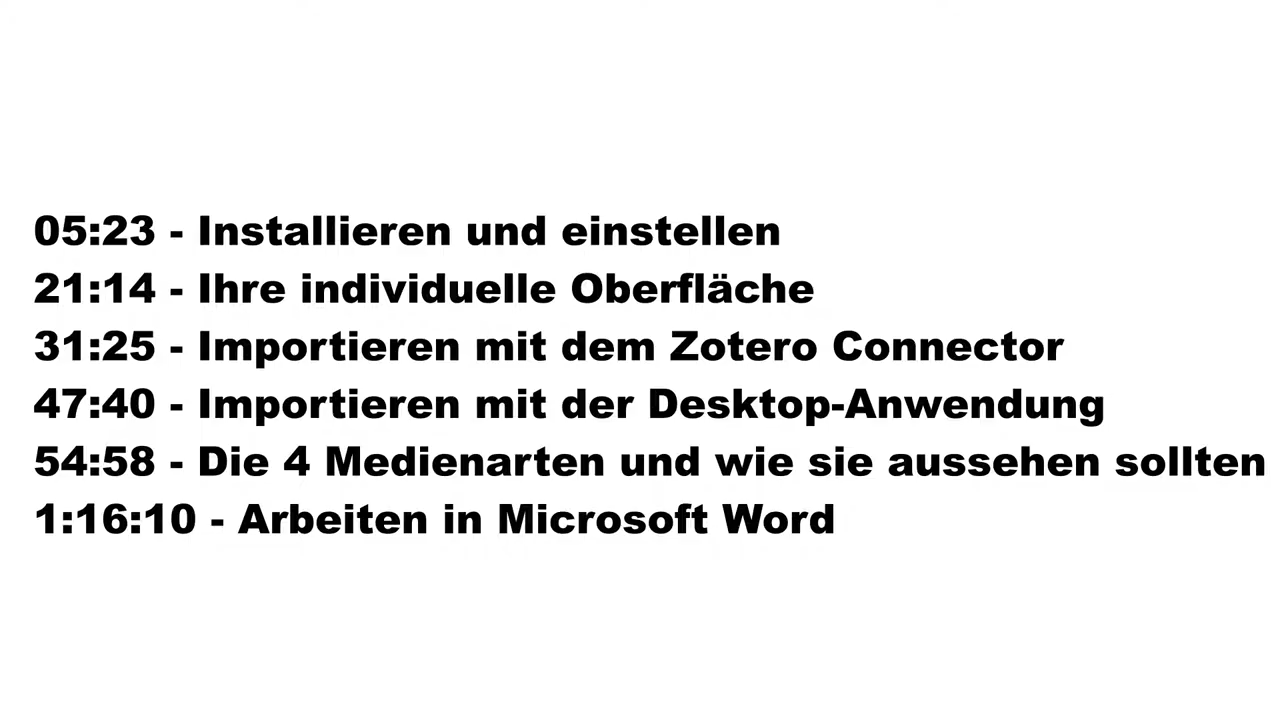 05:23 - Installieren und einstellen
21:14 - Ihre individuelle Oberfläche
31:25 - Importieren mit dem Zotero Connector
47:40 - Importieren mit der Desktop-Anwendung
54:58 - Die 4 Medienarten und wie sie aussehen sollten
1:16:10 - Arbeiten in Microsoft Word